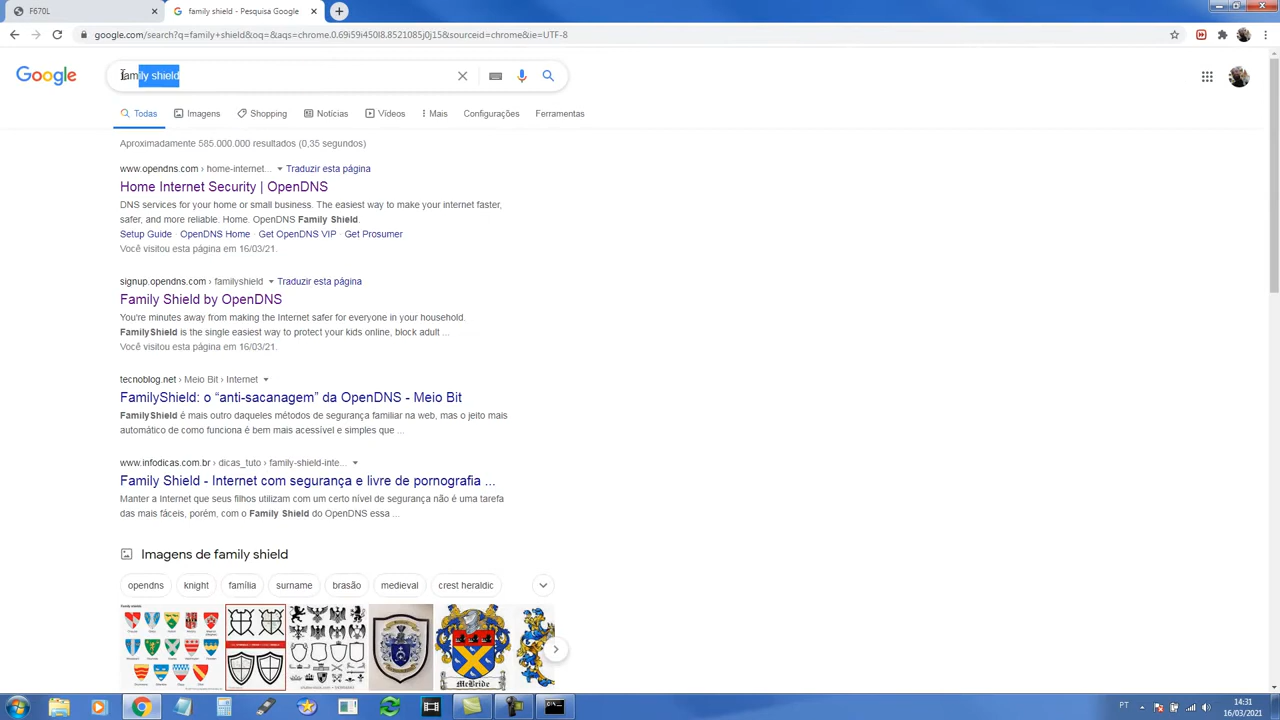 F670L
family shield - Pesquisa Google
google.com/search?q=family+shield&oq=&aqs=chrome.0.69i59i450l8.8521085j0j15&sourceid=chrome&ie=UTF-8
Google
family shield
Todas
Imagens
Shopping
Notícias
Vídeos
Mais
Configurações
Ferramentas
Aproximadamente 585.000.000 resultados (0,35 segundos)
www.opendns.com › home-internet... Traduzir esta página
Home Internet Security | OpenDNS
DNS services for your home or small business. The easiest way to make your internet faster,
safer, and more reliable. Home. OpenDNS Family Shield.
Setup Guide · OpenDNS Home · Get OpenDNS VIP · Get Prosumer
Você visitou esta página em 16/03/21.
signup.opendns.com › familyshield Traduzir esta página
Family Shield by OpenDNS
You're minutes away from making the Internet safer for everyone in your household.
FamilyShield is the single easiest way to protect your kids online, block adult ...
Você visitou esta página em 16/03/21.
tecnoblog.net › Meio Bit › Internet
FamilyShield: o “anti-sacanagem” da OpenDNS - Meio Bit
FamilyShield é mais outro daqueles métodos de segurança familiar na web, mas o jeito mais
automático de como funciona é bem mais acessível e simples que ...
www.infodicas.com.br › dicas_tuto › family-shield-inte...
Family Shield - Internet com segurança e livre de pornografia ...
Manter a Internet que seus filhos utilizam com um certo nível de segurança não é uma tarefa
das mais fáceis, porém, com o Family Shield do OpenDNS essa ...
Imagens de family shield
opendns
knight
família
surname
brasão
medieval
crest heraldic
Family shields
McBride
PT
14:31
16/03/2021